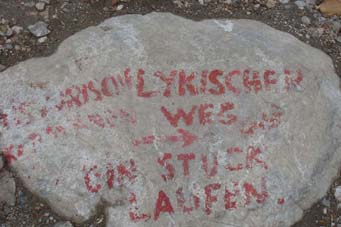 LYKISCHER
WEG
→
EIN STÜCK
LAUFEN.